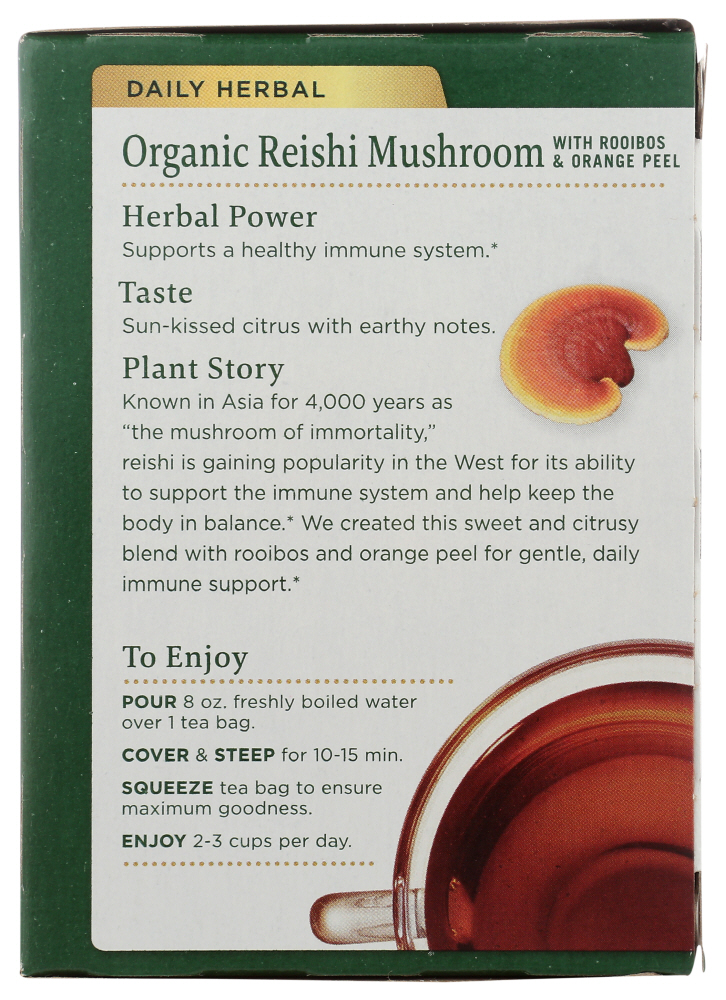 DAILY HERBAL
Organic Reishi Mushroom WITH ROOIBOS & ORANGE PEEL
Herbal Power
Supports a healthy immune system.*
Taste
Sun-kissed citrus with earthy notes.
Plant Story
Known in Asia for 4,000 years as
“the mushroom of immortality,”
reishi is gaining popularity in the West for its ability
to support the immune system and help keep the
body in balance.* We created this sweet and citrusy
blend with rooibos and orange peel for gentle, daily
immune support.*
To Enjoy
POUR 8 oz. freshly boiled water
over 1 tea bag.
COVER & STEEP for 10-15 min.
SQUEEZE tea bag to ensure
maximum goodness.
ENJOY 2-3 cups per day.